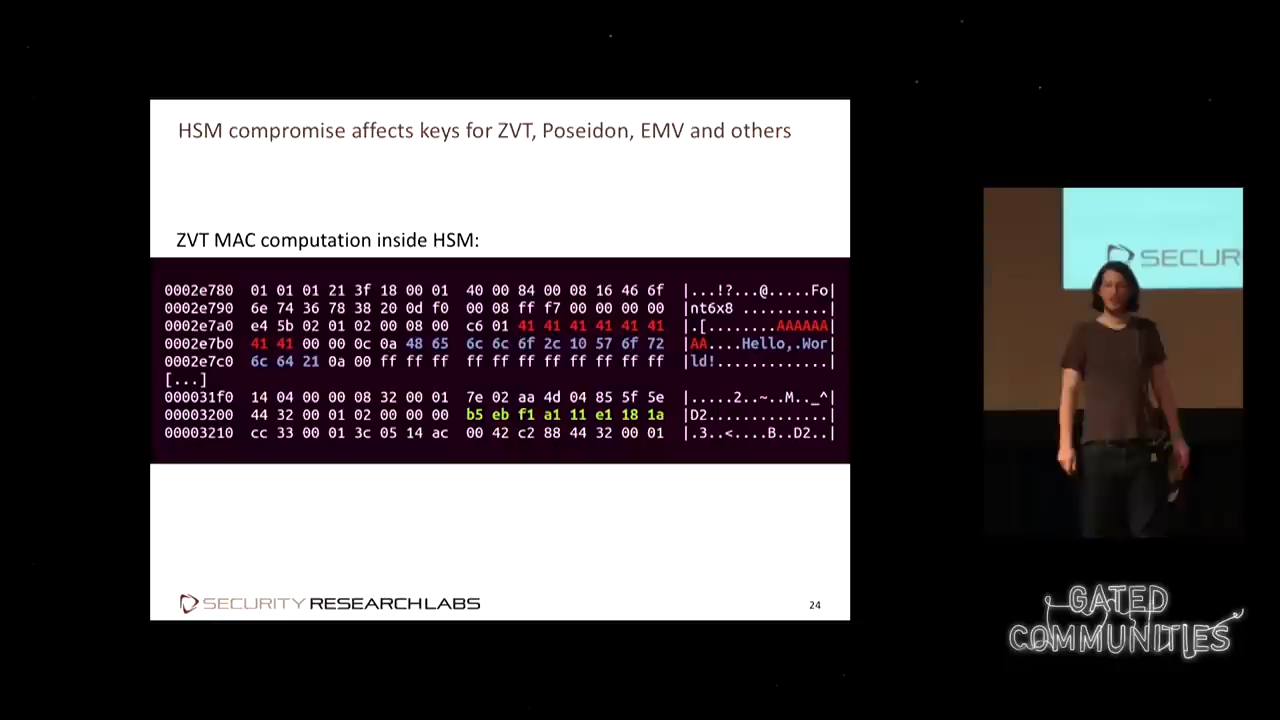 HSM compromise affects keys for ZVT, Poseidon, EMV and others
ZVT MAC computation inside HSM:
0002e780 01 01 01 21 3f 18 00 01 40 00 84 00 08 16 46 6f |...!?...@.....Fo|
0002e790 6e 74 36 78 38 20 0d f0 00 08 ff f7 00 00 00 00 |nt6x8 ..........|
0002e7a0 e4 5b 02 01 02 00 08 00 c6 01 41 41 41 41 41 41 |.[........AAAAAA|
0002e7b0 41 41 00 00 0c 0a 48 65 6c 6c 6f 2c 10 57 6f 72 |AA....Hello,.Wor|
0002e7c0 6c 64 21 0a 00 ff ff ff ff ff ff ff ff ff ff ff |ld!.............|
[...]
000031f0 14 04 00 00 08 32 00 01 7e 02 aa 4d 04 85 5f 5e |.....2..~..M.._^|
00003200 44 32 00 01 02 00 00 00 b5 eb f1 a1 11 e1 18 1a |D2..............|
00003210 cc 33 00 01 3c 05 14 ac 00 42 c2 88 44 32 00 01 |.3..<....B..D2..|
SECURITY RESEARCH LABS
24
SECUR
GATED
COMMUNITIES